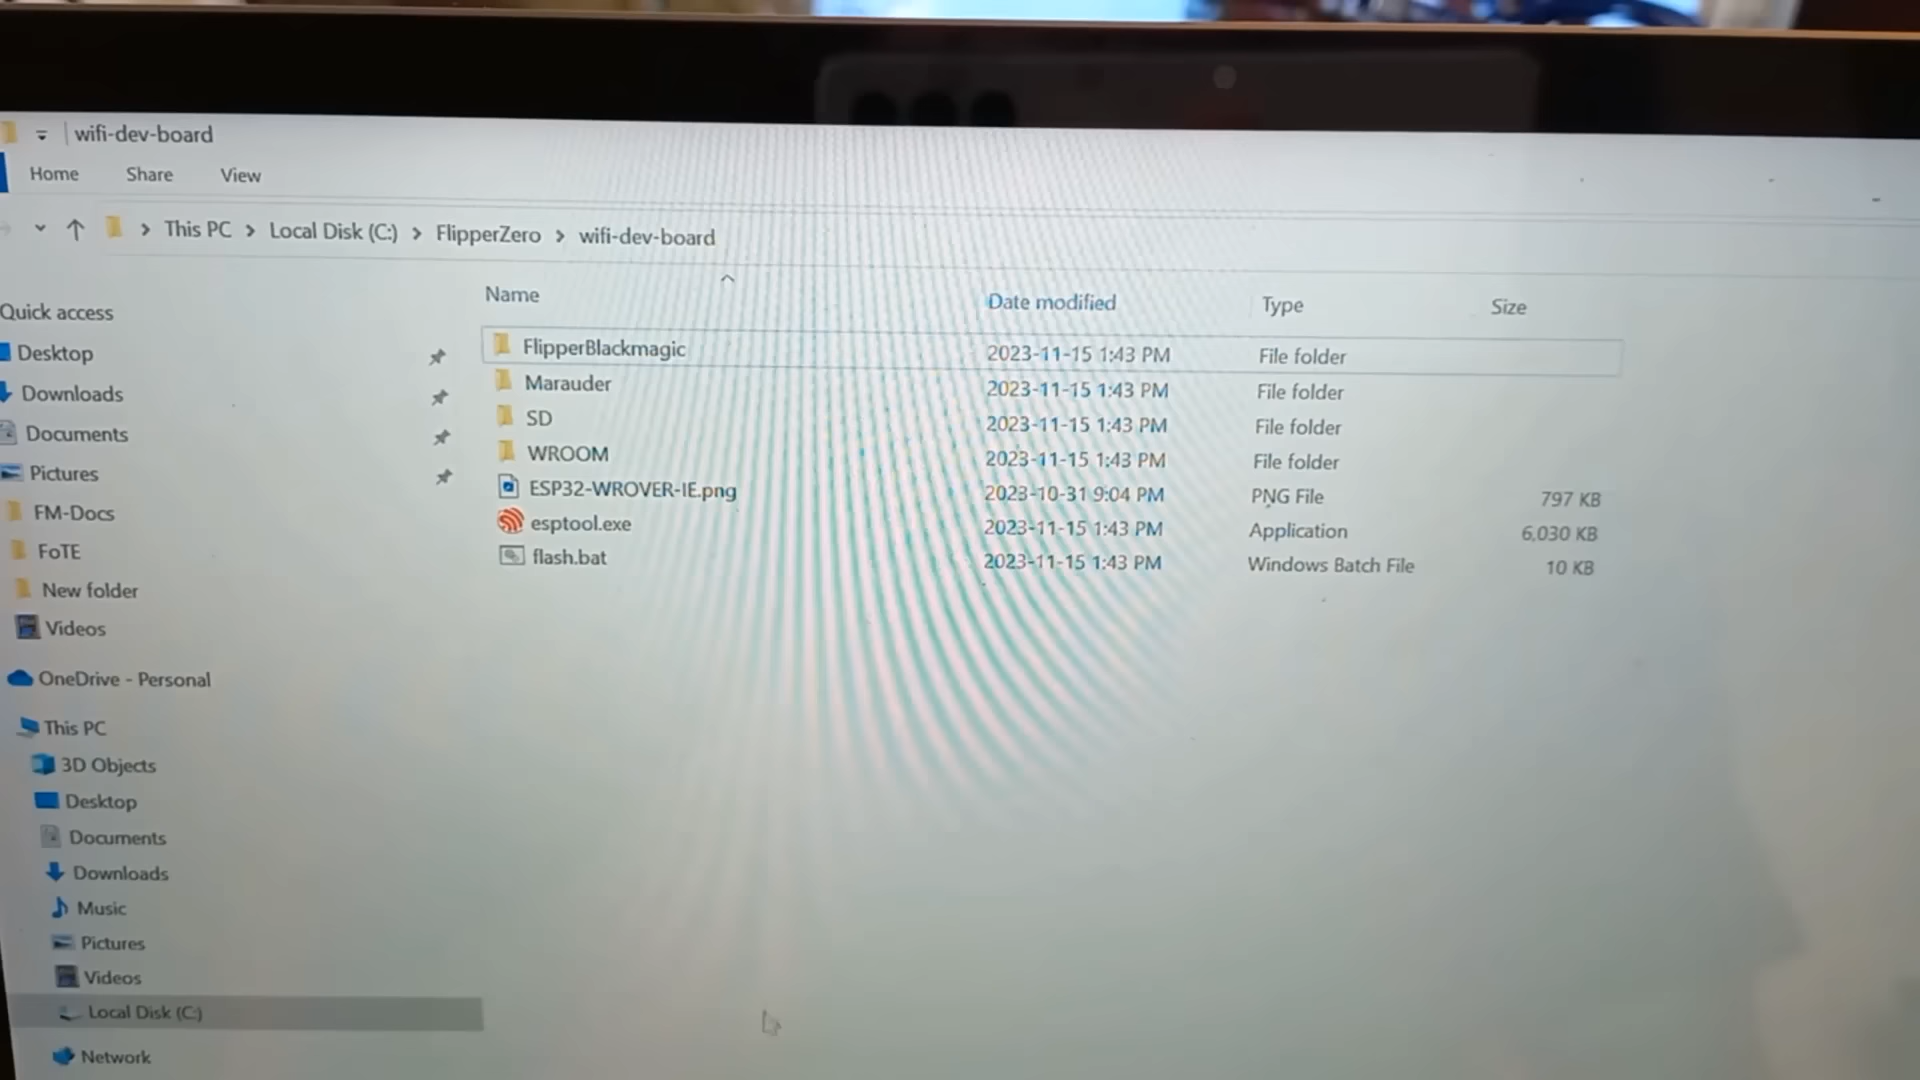 wifi-dev-board
Home Share View
This PC > Local Disk (C:) > FlipperZero > wifi-dev-board
Name Date modified Type Size
FlipperBlackmagic 2023-11-15 1:43 PM File folder
Marauder 2023-11-15 1:43 PM File folder
SD 2023-11-15 1:43 PM File folder
WROOM 2023-11-15 1:43 PM File folder
ESP32-WROVER-IE.png 2023-10-31 9:04 PM PNG File 797 KB
esptool.exe 2023-11-15 1:43 PM Application 6,030 KB
flash.bat 2023-11-15 1:43 PM Windows Batch File 10 KB
Quick access
Desktop
Downloads
Documents
Pictures
FM-Docs
FoTE
New folder
Videos
OneDrive - Personal
This PC
3D Objects
Desktop
Documents
Downloads
Music
Pictures
Videos
Local Disk (C:)
Network